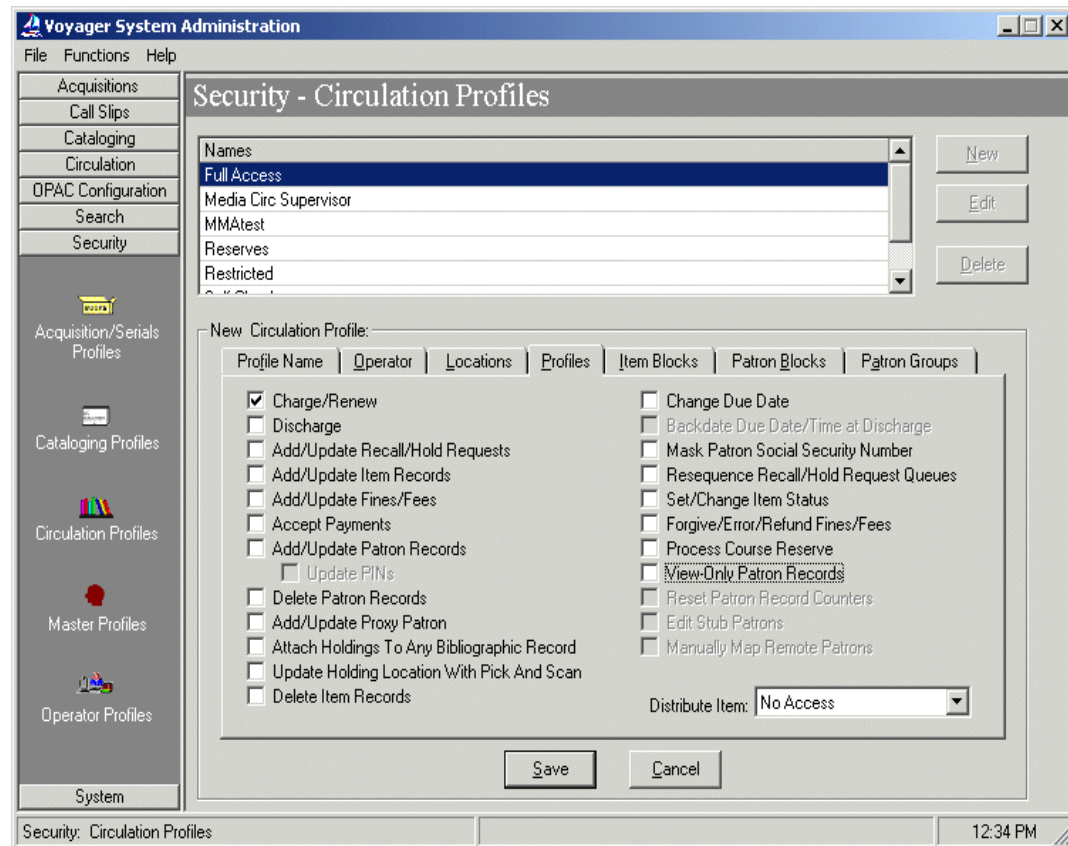 Voyager System Administration
File Functions Help
Acquisitions
Call Slips
Cataloging
Circulation
OPAC Configuration
Search
Security
Acquisition/Serials
Profiles
Cataloging Profiles
Circulation Profiles
Master Profiles
Operator Profiles
System
Security - Circulation Profiles
Names
Full Access
Media Circ Supervisor
MMAtest
Reserves
Restricted
New
Edit
Delete
New Circulation Profile:
Profile Name Operator Locations Profiles Item Blocks Patron Blocks Patron Groups
Charge/Renew
Discharge
Add/Update Recall/Hold Requests
Add/Update Item Records
Add/Update Fines/Fees
Accept Payments
Add/Update Patron Records
Update PINs
Delete Patron Records
Add/Update Proxy Patron
Attach Holdings To Any Bibliographic Record
Update Holding Location With Pick And Scan
Delete Item Records
Change Due Date
Backdate Due Date/Time at Discharge
Mask Patron Social Security Number
Resequence Recall/Hold Request Queues
Set/Change Item Status
Forgive/Error/Refund Fines/Fees
Process Course Reserve
View-Only Patron Records
Reset Patron Record Counters
Edit Stub Patrons
Manually Map Remote Patrons
Distribute Item: No Access
Save Cancel
Security: Circulation Profiles
12:34 PM